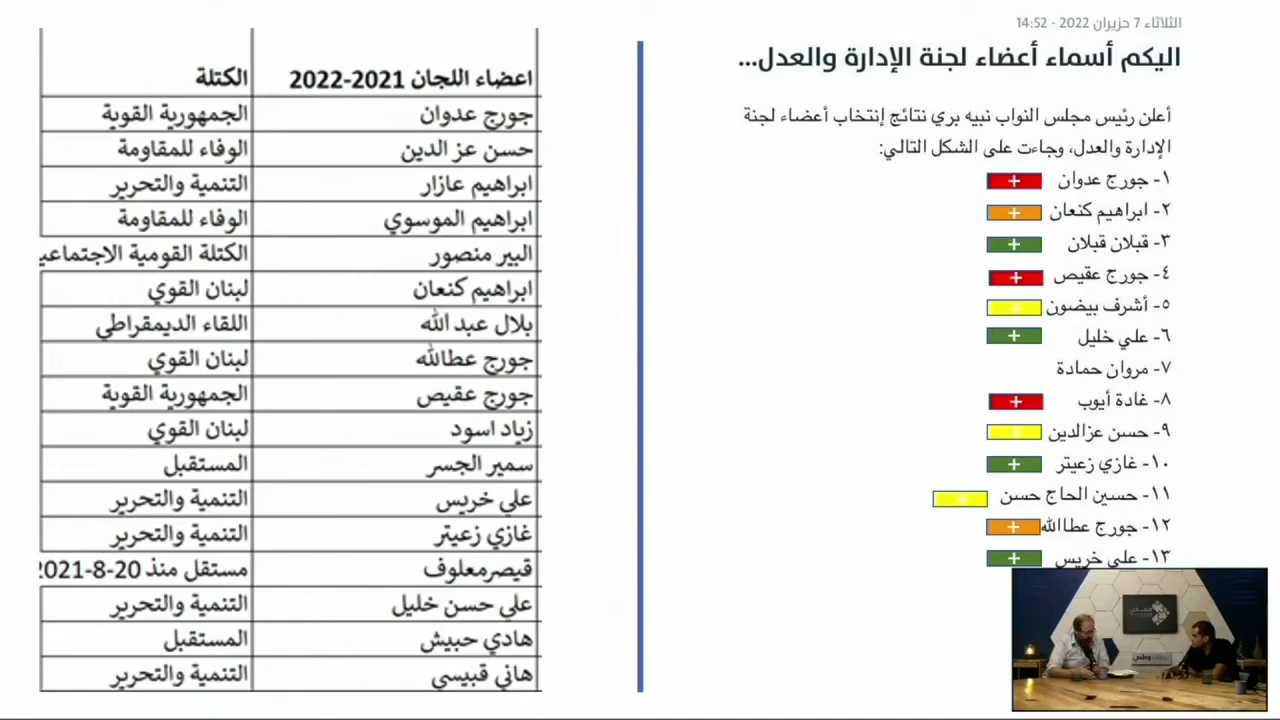 الثلاثاء 7 حزيران 2022 - 14:52
اليكم أسماء أعضاء لجنة الإدارة والعدل...
أعلن رئيس مجلس النواب نبيه بري نتائج إنتخاب أعضاء لجنة
الإدارة والعدل، وجاءت على الشكل التالي:
١- جورج عدوان
٢- ابراهيم كنعان
٣- قبلان قبلان
٤- جورج عقيص
٥- أشرف بيضون
٦- علي خليل
٧- مروان حمادة
٨- غادة أيوب
٩- حسن عزالدين
١٠- غازي زعيتر
١١- حسين الحاج حسن
١٢- جورج عطاالله
١٣- علي خريس
اعضاء اللجان 2021-2022 الكتلة
جورج عدوان الجمهورية القوية
حسن عز الدين الوفاء للمقاومة
ابراهيم عازار التنمية والتحرير
ابراهيم الموسوي الوفاء للمقاومة
البير منصور الكتلة القومية الاجتماعي
ابراهيم كنعان لبنان القوي
بلال عبد الله اللقاء الديمقراطي
جورج عطالله لبنان القوي
جورج عقيص الجمهورية القوية
زياد اسود لبنان القوي
سمير الجسر المستقبل
علي خريس التنمية والتحرير
غازي زعيتر التنمية والتحرير
قيصرمعلوف مستقل منذ 20-8-2021
علي حسن خليل التنمية والتحرير
هادي حبيش المستقبل
هاني قبيسي التنمية والتحرير